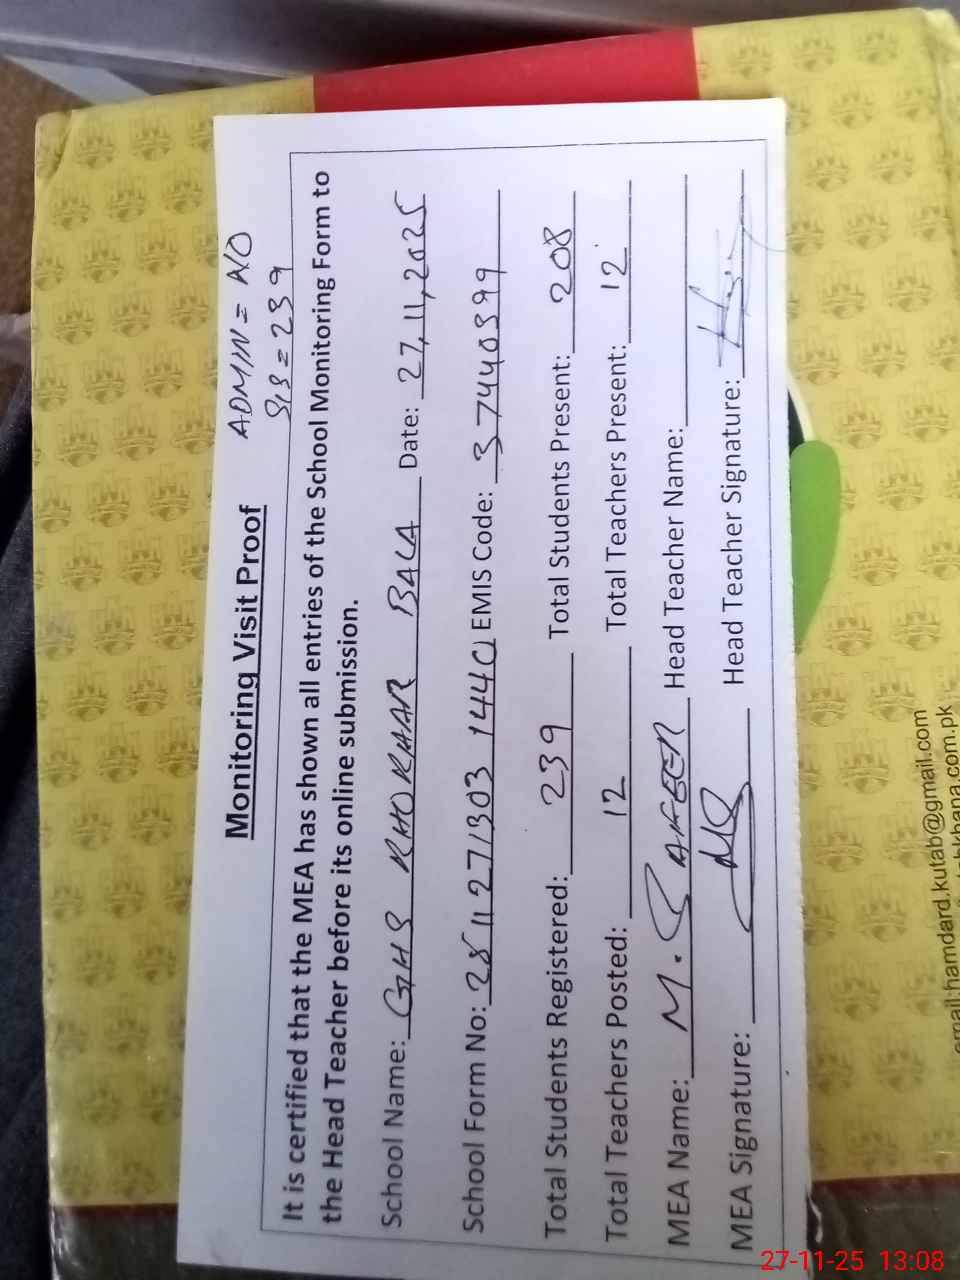 ADMIN = A/O
SIS = 239
Monitoring Visit Proof
It is certified that the MEA has shown all entries of the School Monitoring Form to
the Head Teacher before its online submission.
School Name: GHS KHOKHAR BALA Date: 27,11,2025
School Form No: EMIS Code: 37440399
Total Students Registered: 239 Total Students Present: 208
Total Teachers Posted: 12 Total Teachers Present: 12
MEA Name: M. SAFEER Head Teacher Name:
MEA Signature: Head Teacher Signature:
email:hamdard.kutab@gmail.com
27-11-25 13:08